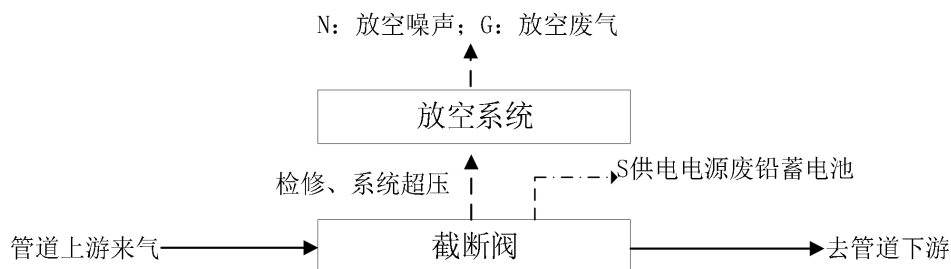 N：放空噪声；G：放空废气
放空系统
检修、系统超压
S供电电源废铅蓄电池
管道上游来气
截断阀
去管道下游